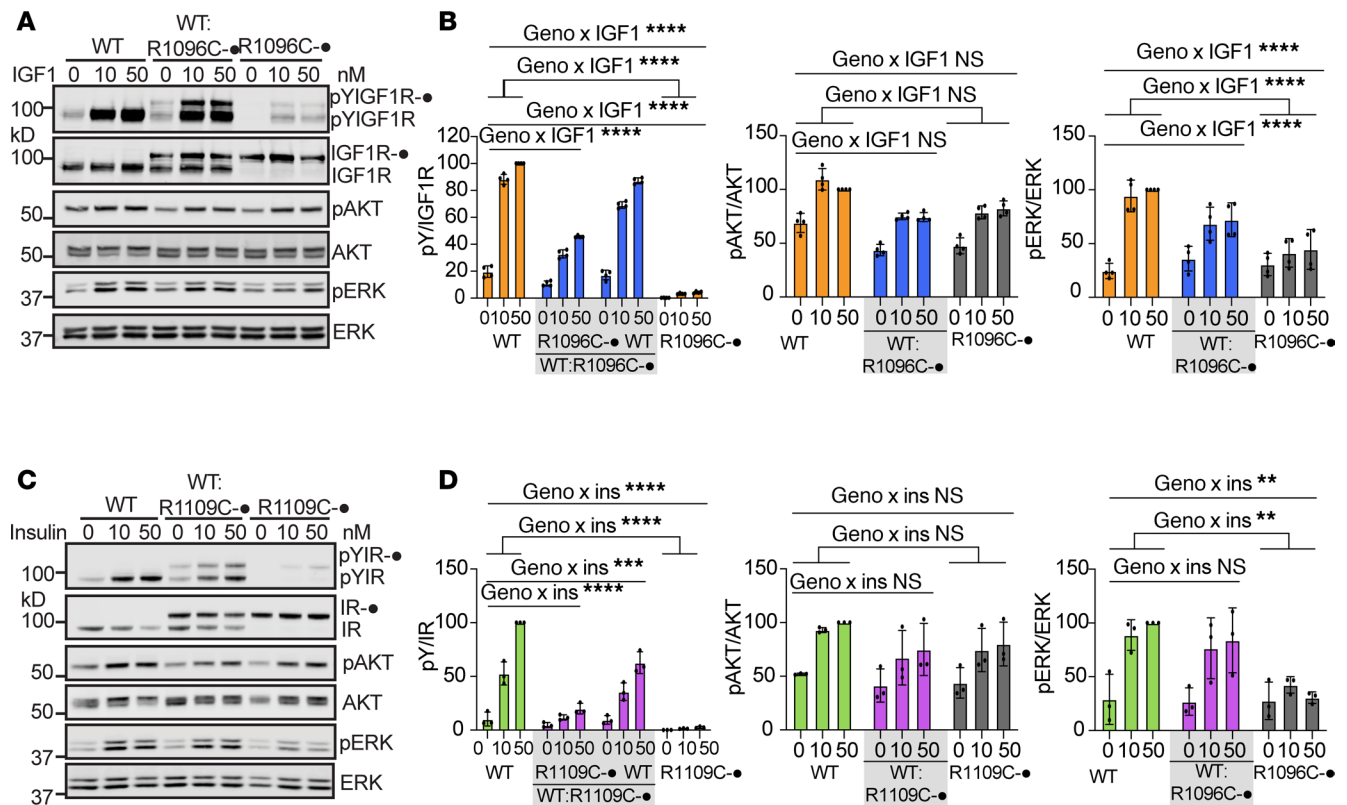 A
WT:
WT R1096C-● R1096C-●
IGF1 0 10 50 0 10 50 0 10 50 nM
100
kD
pYIGF1R-●
pYIGF1R
100
IGF1R-●
IGF1R
50
pAKT
50
AKT
37
pERK
37
ERK
B
Geno x IGF1 ****
Geno x IGF1 ****
Geno x IGF1 ****
Geno x IGF1 ****
pY/IGF1R
120
100
80
60
40
20
0
0 10 50 0 10 50 0 10 50 0 10 50
WT R1096C-● WT R1096C-●
WT:R1096C-●
Geno x IGF1 NS
Geno x IGF1 NS
Geno x IGF1 NS
pAKT/AKT
150
100
50
0
0 10 50 0 10 50 0 10 50
WT WT: R1096C-●
R1096C-●
Geno x IGF1 ****
Geno x IGF1 ****
Geno x IGF1 ****
pERK/ERK
150
100
50
0
0 10 50 0 10 50 0 10 50
WT WT: R1096C-●
R1096C-●
C
WT:
WT R1109C-● R1109C-●
Insulin 0 10 50 0 10 50 0 10 50 nM
100
kD
pYIR-●
pYIR
100
IR-●
IR
50
pAKT
50
AKT
37
pERK
37
ERK
D
Geno x ins ****
Geno x ins ****
Geno x ins ***
Geno x ins ****
pY/IR
150
100
50
0
0 10 50 0 10 50 0 10 50 0 10 50
WT R1109C-● WT R1109C-●
WT:R1109C-●
Geno x ins NS
Geno x ins NS
Geno x ins NS
pAKT/AKT
150
100
50
0
0 10 50 0 10 50 0 10 50
WT WT: R1109C-●
R1109C-●
Geno x ins **
Geno x ins **
Geno x ins NS
pERK/ERK
150
100
50
0
0 10 50 0 10 50 0 10 50
WT WT: R1096C-●
R1096C-●